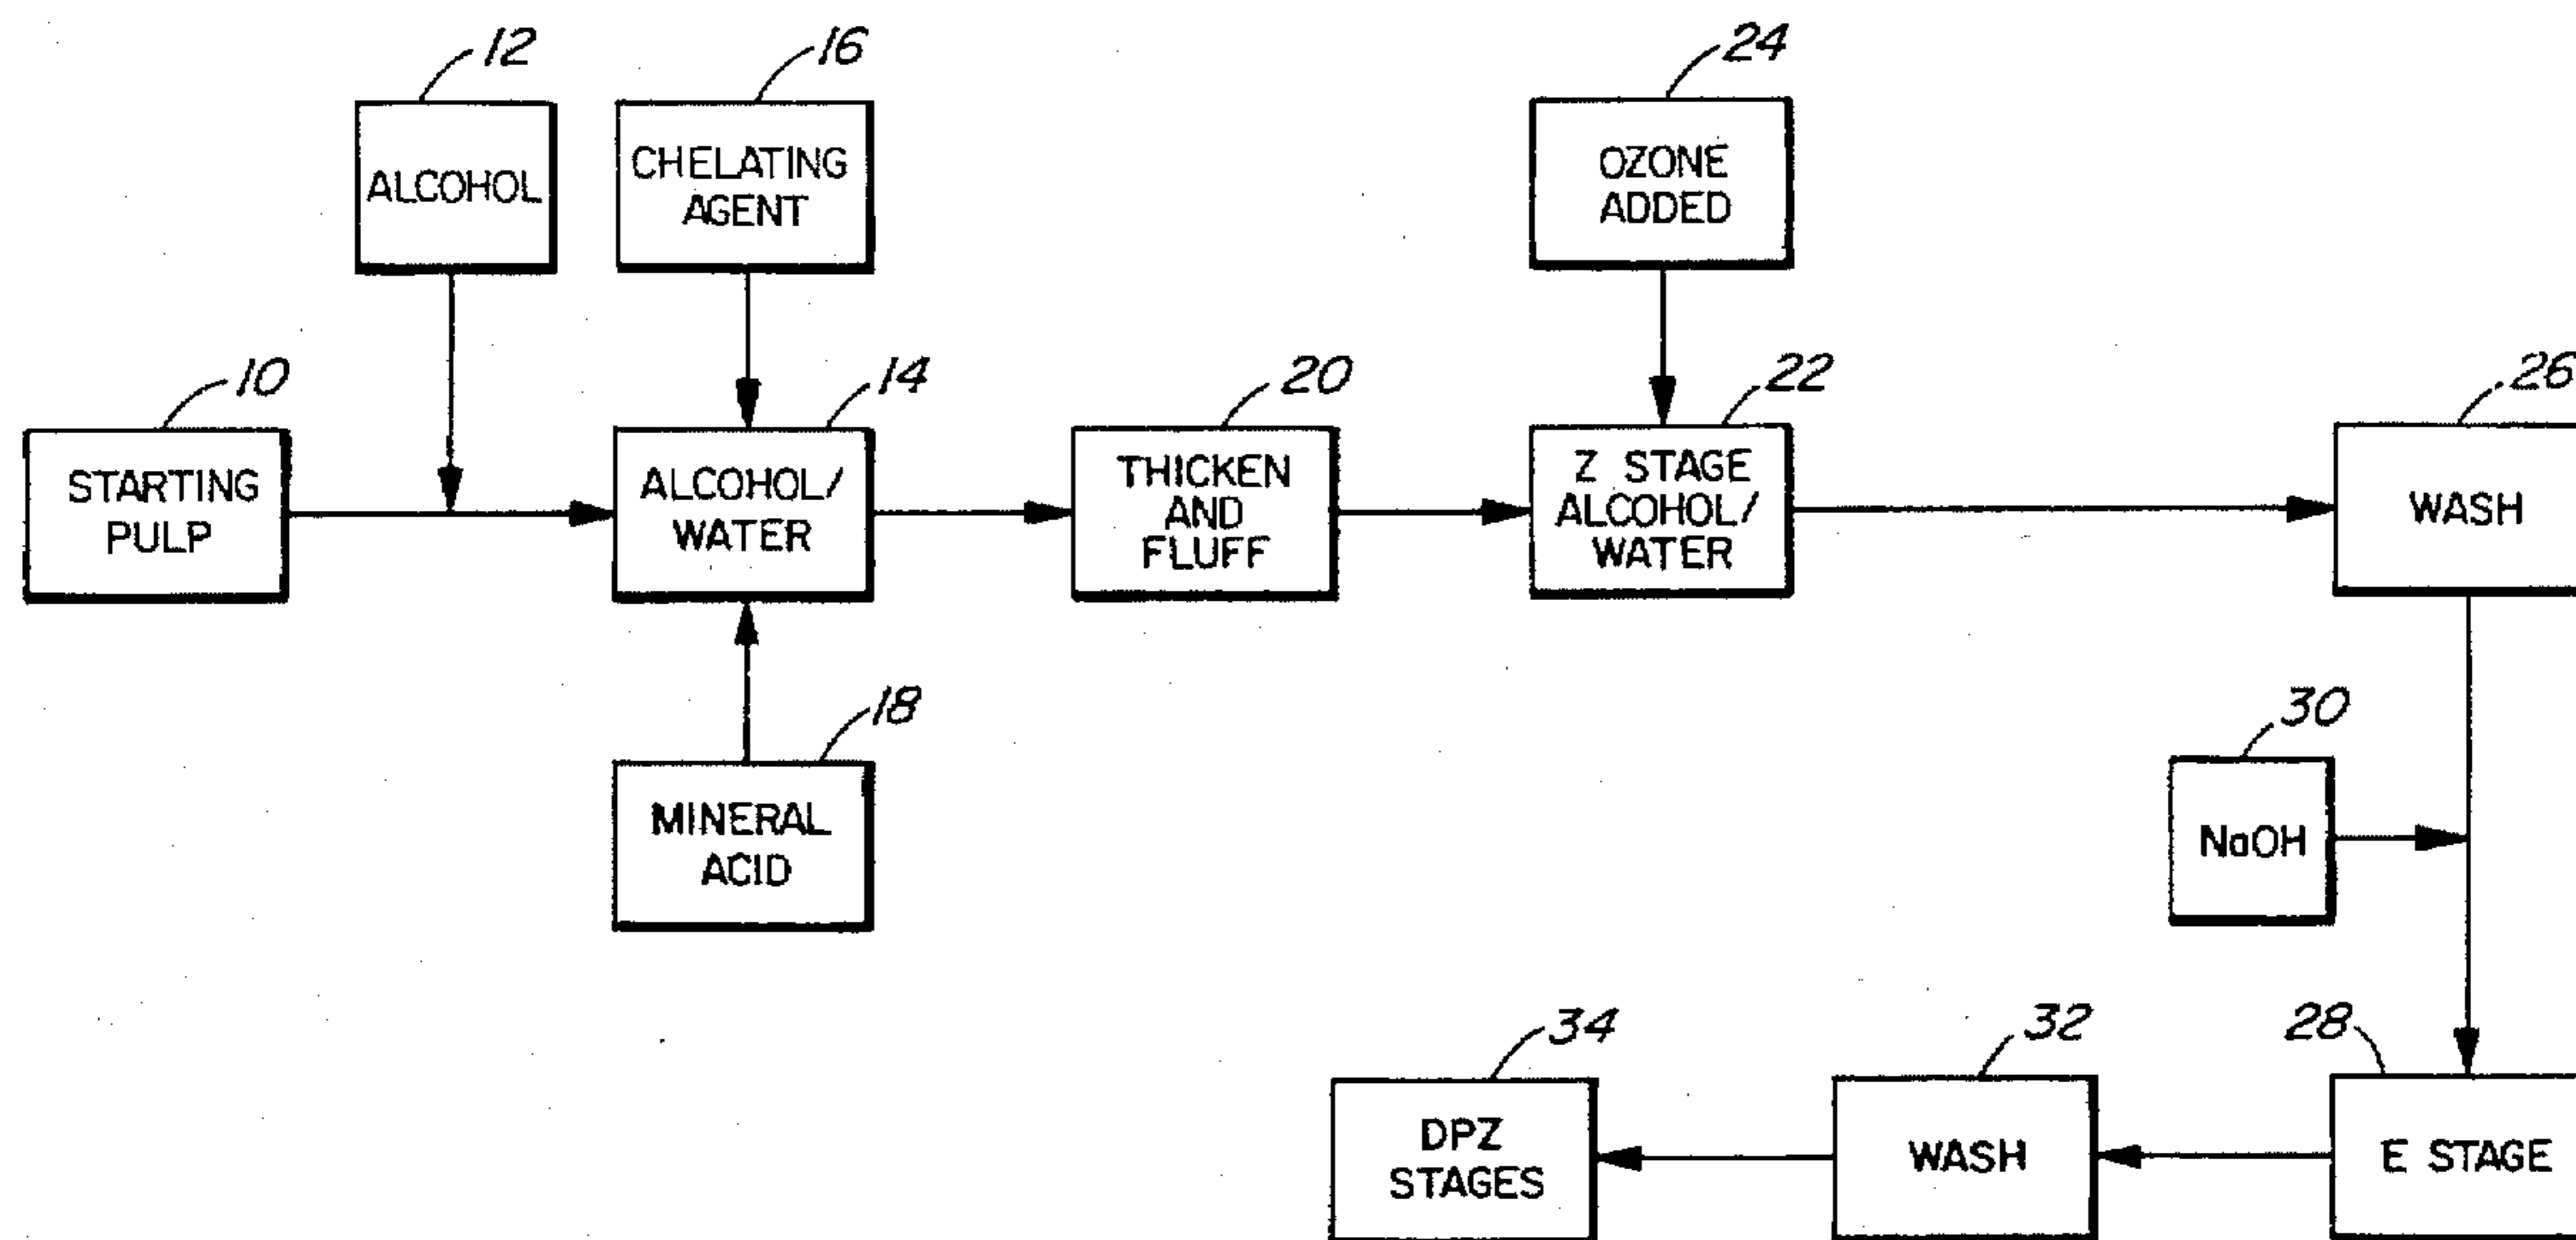 12
16
24
ALCOHOL
CHELATING
AGENT
OZONE
ADDED
10
14
20
22
26
STARTING
PULP
ALCOHOL/
WATER
THICKEN
AND
FLUFF
Z STAGE
ALCOHOL/
WATER
WASH
18
MINERAL
ACID
30
NaOH
34
32
28
DPZ
STAGES
WASH
E STAGE